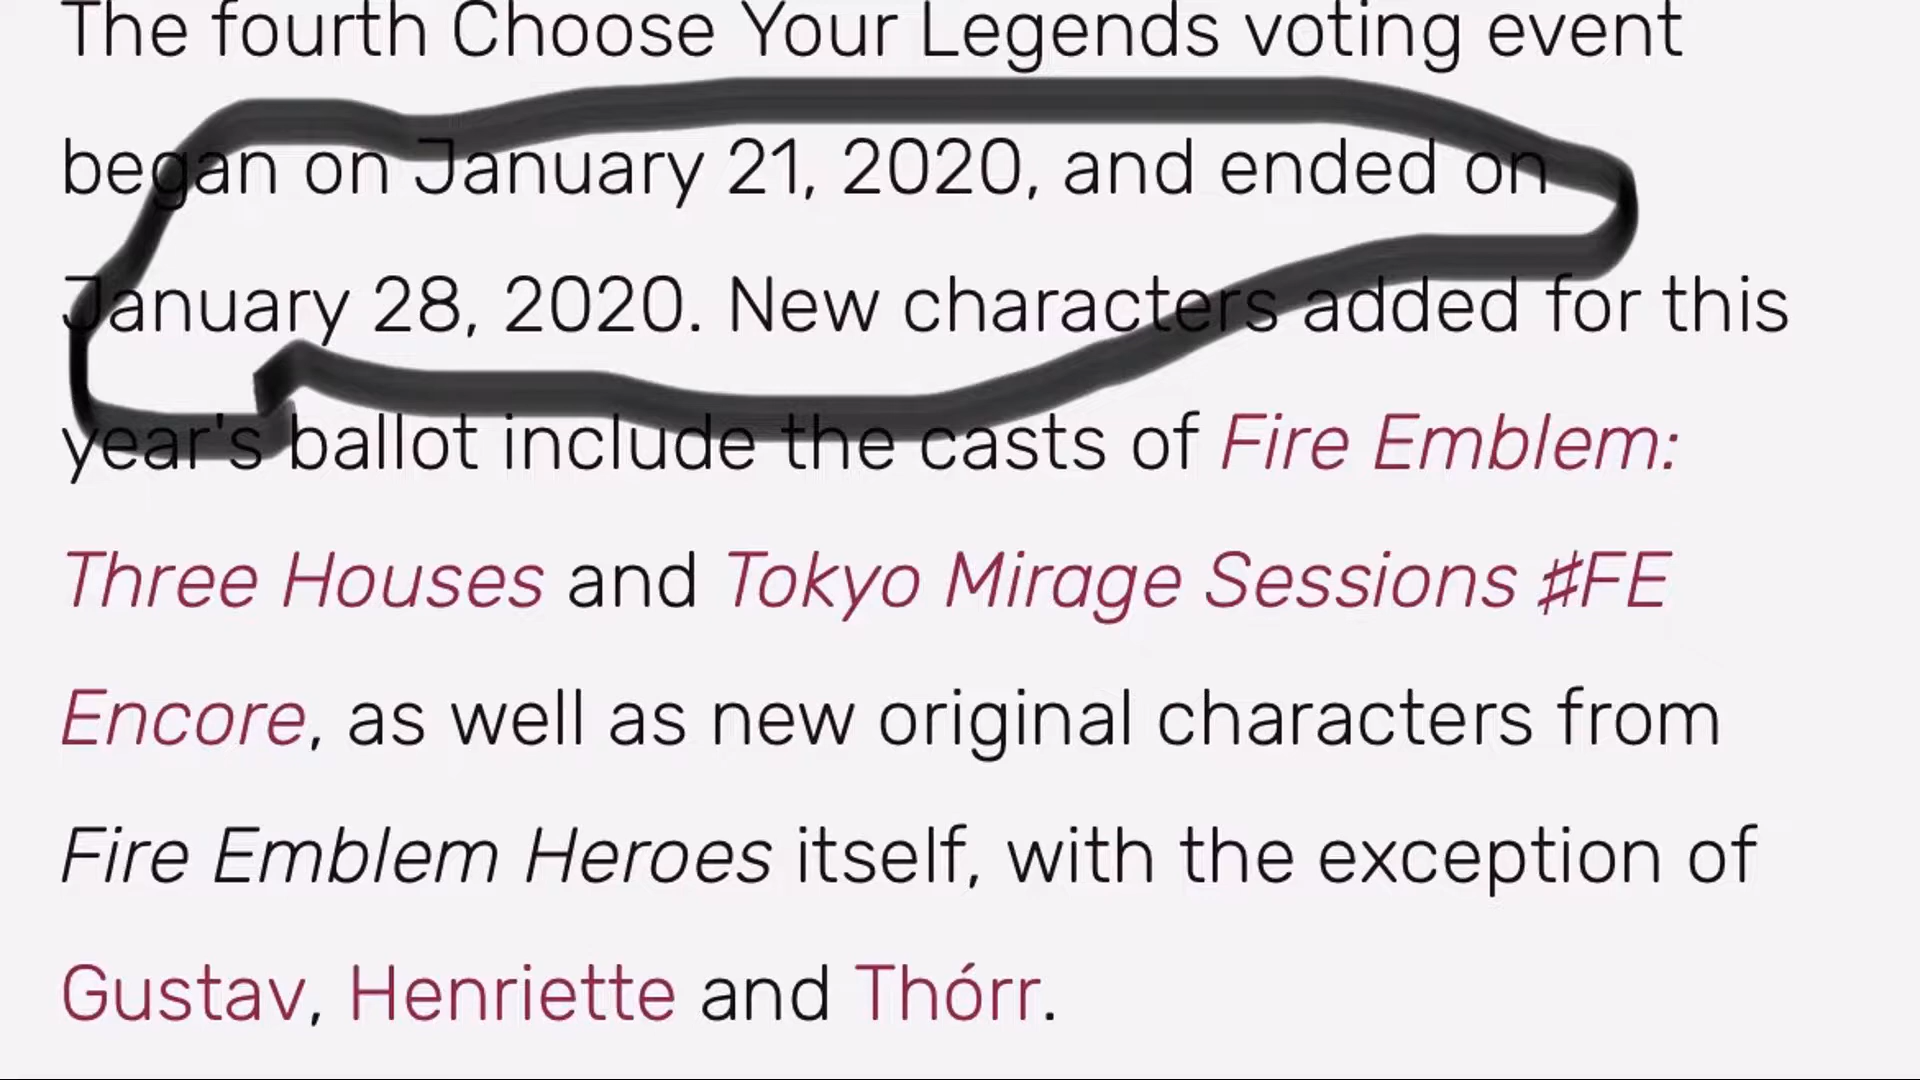 The fourth Choose Your Legends voting event
began on January 21, 2020, and ended on
January 28, 2020. New characters added for this
year's ballot include the casts of Fire Emblem:
Three Houses and Tokyo Mirage Sessions ♯FE
Encore, as well as new original characters from
Fire Emblem Heroes itself, with the exception of
Gustav, Henriette and Thórr.